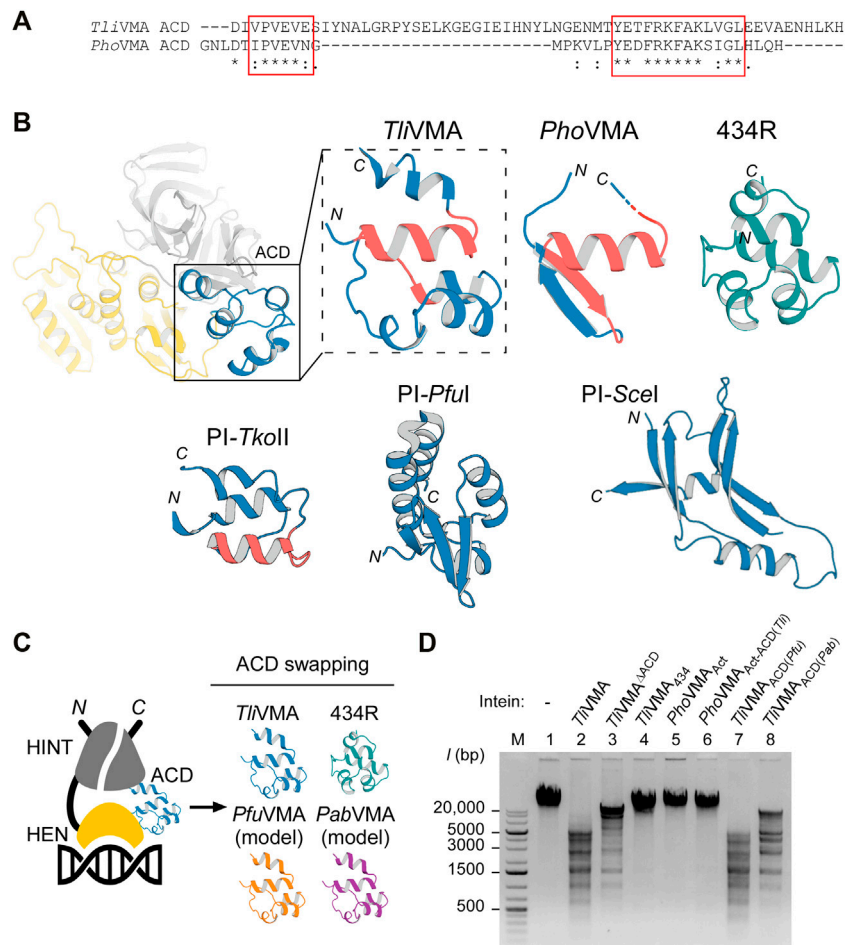 A
TliVMA ACD ---DIVPVEVESIYNALGRPYSELKGEGIEIHNYLNGENMTYETFRKFAKLVGLEEVAENHLKH
PhoVMA ACD GNLDTIPVEVNG------------------------MPKVLPYEDFRKFAKSIGLHLQH-----
* :****. : : ** ******* :**.
B
TliVMA
PhoVMA
434R
ACD
C
N
N
C
C
N
PI-TkoII
PI-PfuI
PI-SceI
C
N
C
N
N
C
C
D
ACD swapping
N
C
HINT
ACD
HEN
TliVMA
434R
PfuVMA
(model)
PabVMA
(model)
Intein:
-
TliVMA
TliVMAΔACD
TliVMA434
PhoVMAAct
PhoVMAAct-ACD(Tli)
TliVMAACD(Pfu)
TliVMAACD(Pab)
l (bp) M 1 2 3 4 5 6 7 8
20,000
5000
3000
1500
500